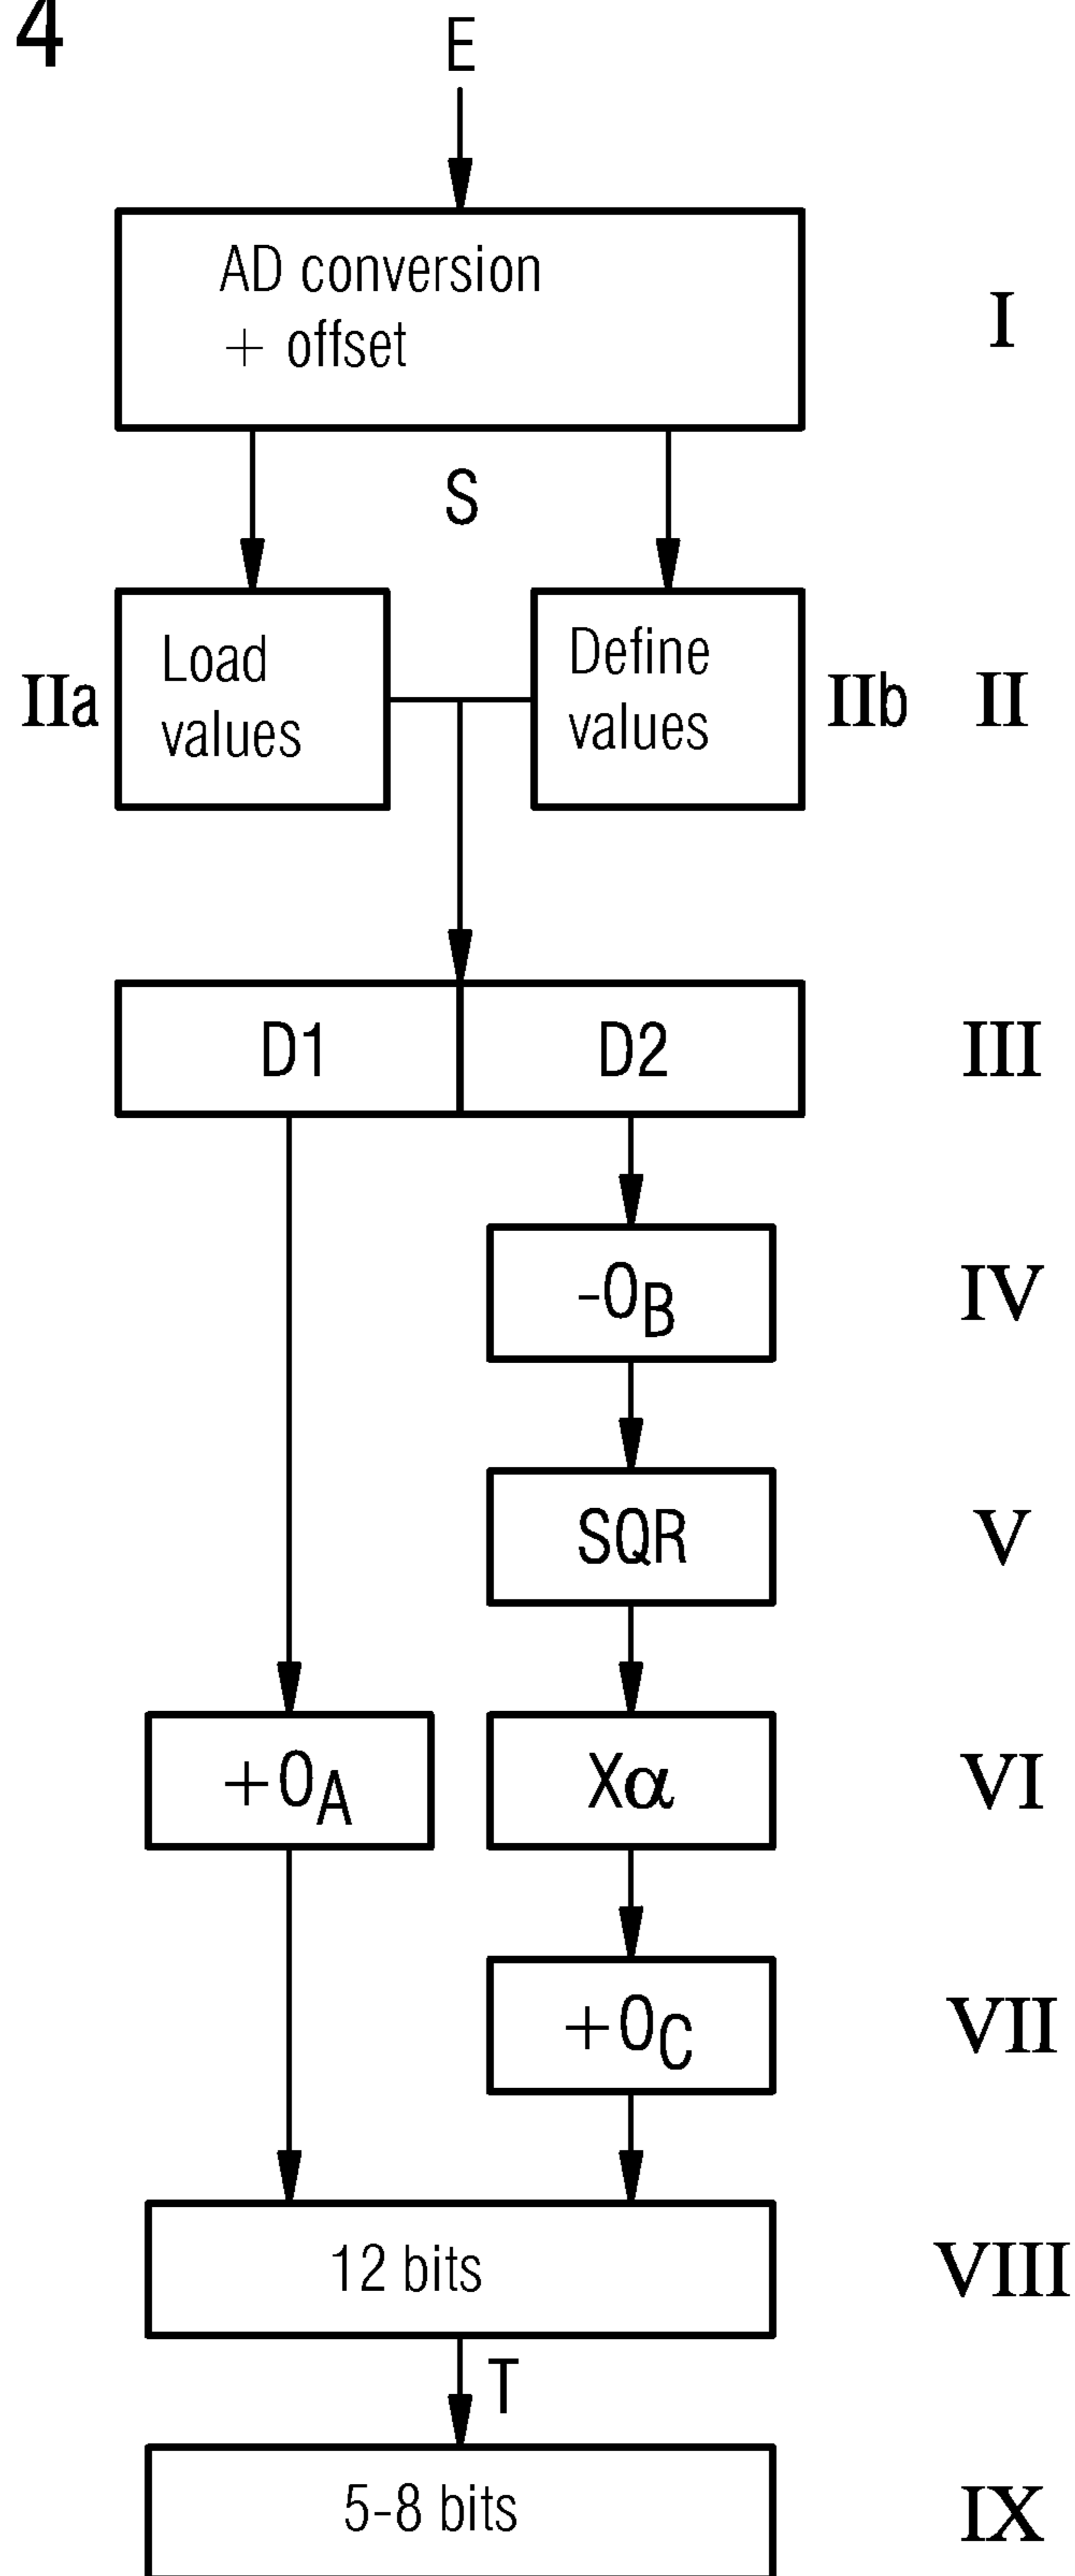 4
E
AD conversion
+ offset
I
S
Load
values
Define
values
IIa
IIb
II
D1
D2
III
-0B
IV
SQR
V
+0A
Xα
VI
+0C
VII
12 bits
VIII
T
5-8 bits
IX